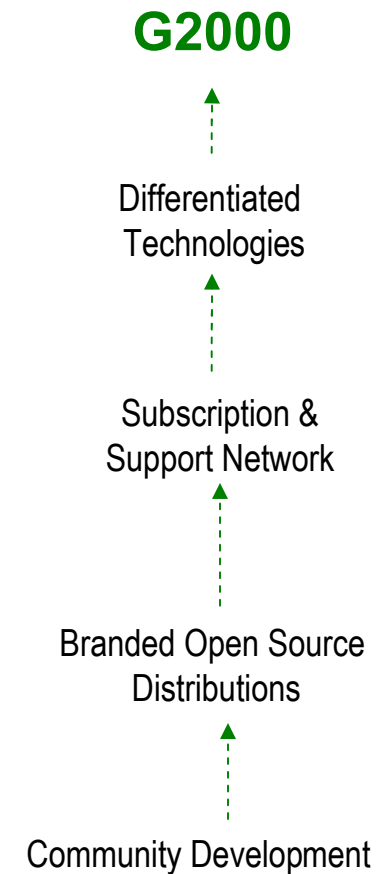 G2000
Differentiated
Technologies
Subscription &
Support Network
Branded Open Source
Distributions
Community Development